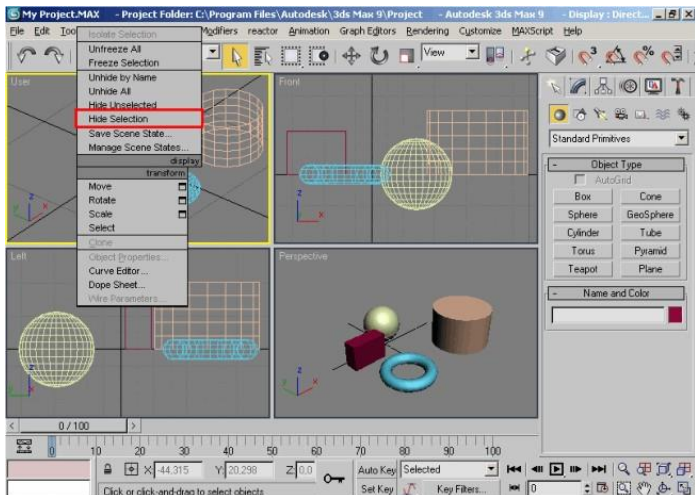 My Project.MAX - Project Folder: C:\Program Files\Autodesk\3ds Max 9\Project - Autodesk 3ds Max 9 - Display : Direct...
File Edit Too Modifiers reactor Animation Graph Editors Rendering Customize MAXScript Help
Isolate Selection
Unfreeze All
Freeze Selection
Unhide by Name
Unhide All
Hide Unselected
Hide Selection
Save Scene State...
Manage Scene States...
display
transform
Move
Rotate
Scale
Select
Clone
Object Properties...
Curve Editor...
Dope Sheet...
Wire Parameters...
View
User
Front
Left
Perspective
z
x
z
x
z
y
z
x
Standard Primitives
- Object Type
AutoGrid
Box Cone
Sphere GeoSphere
Cylinder Tube
Torus Pyramid
Teapot Plane
- Name and Color
< 0 / 100 >
0 10 20 30 40 50 60 70 80 90 100
X: -44,315 Y: 20,298 Z: 0,0
Auto Key Selected
Click or click-and-drag to select objects
Set Key Key Filters... 0